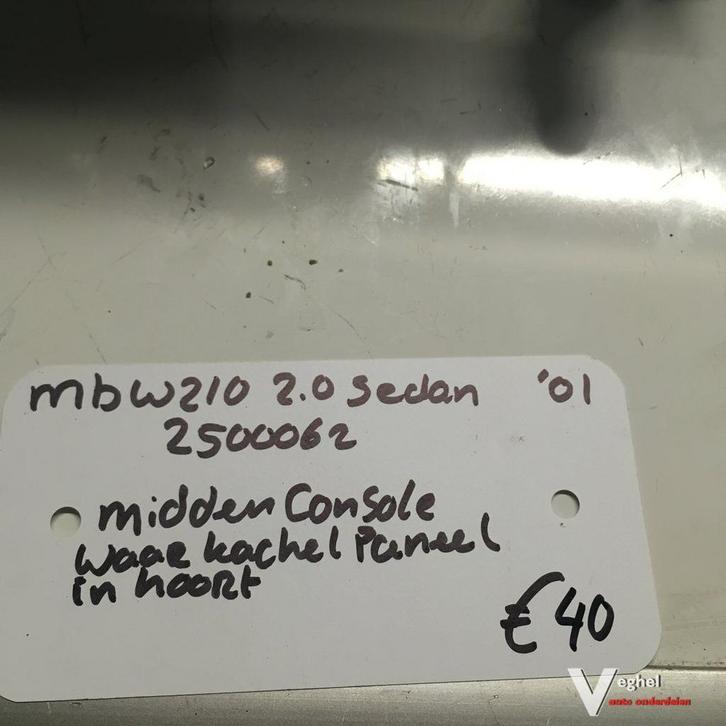 mbW210 2.0 Sedan '01
2500062
midden Console
waar kachel Paneel
in hoort
€40
Veghel
auto onderdelen